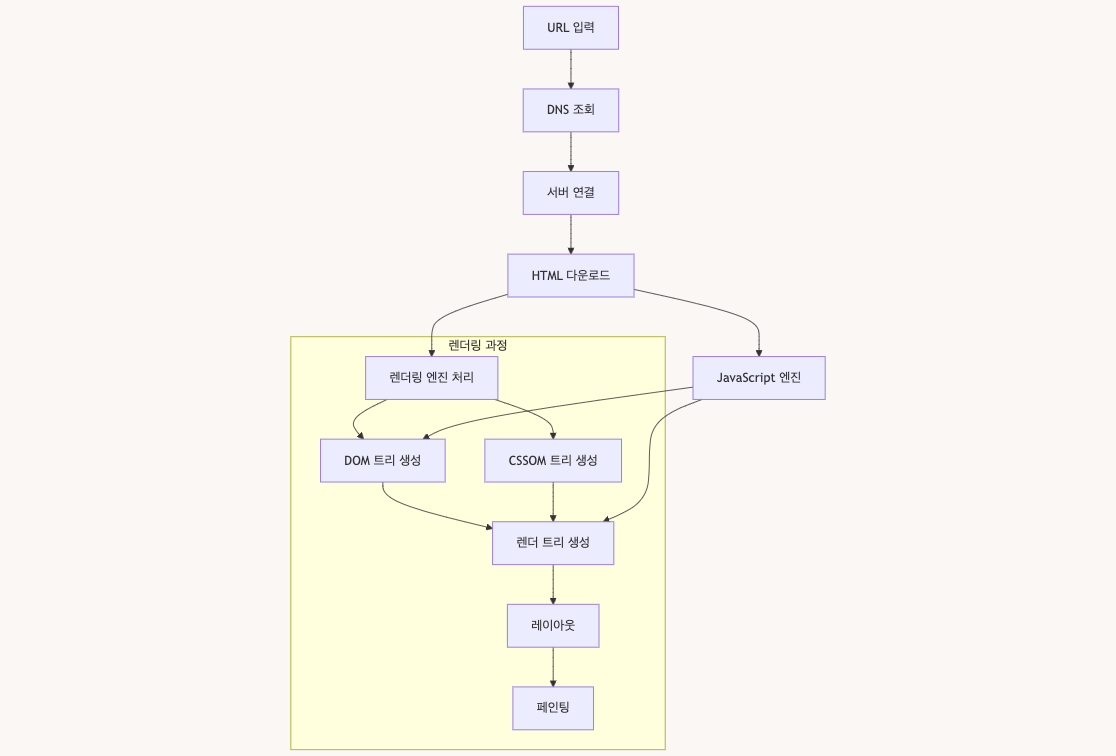 URL 입력
DNS 조회
서버 연결
HTML 다운로드
렌더링 과정
렌더링 엔진 처리
JavaScript 엔진
DOM 트리 생성
CSSOM 트리 생성
렌더 트리 생성
레이아웃
페인팅